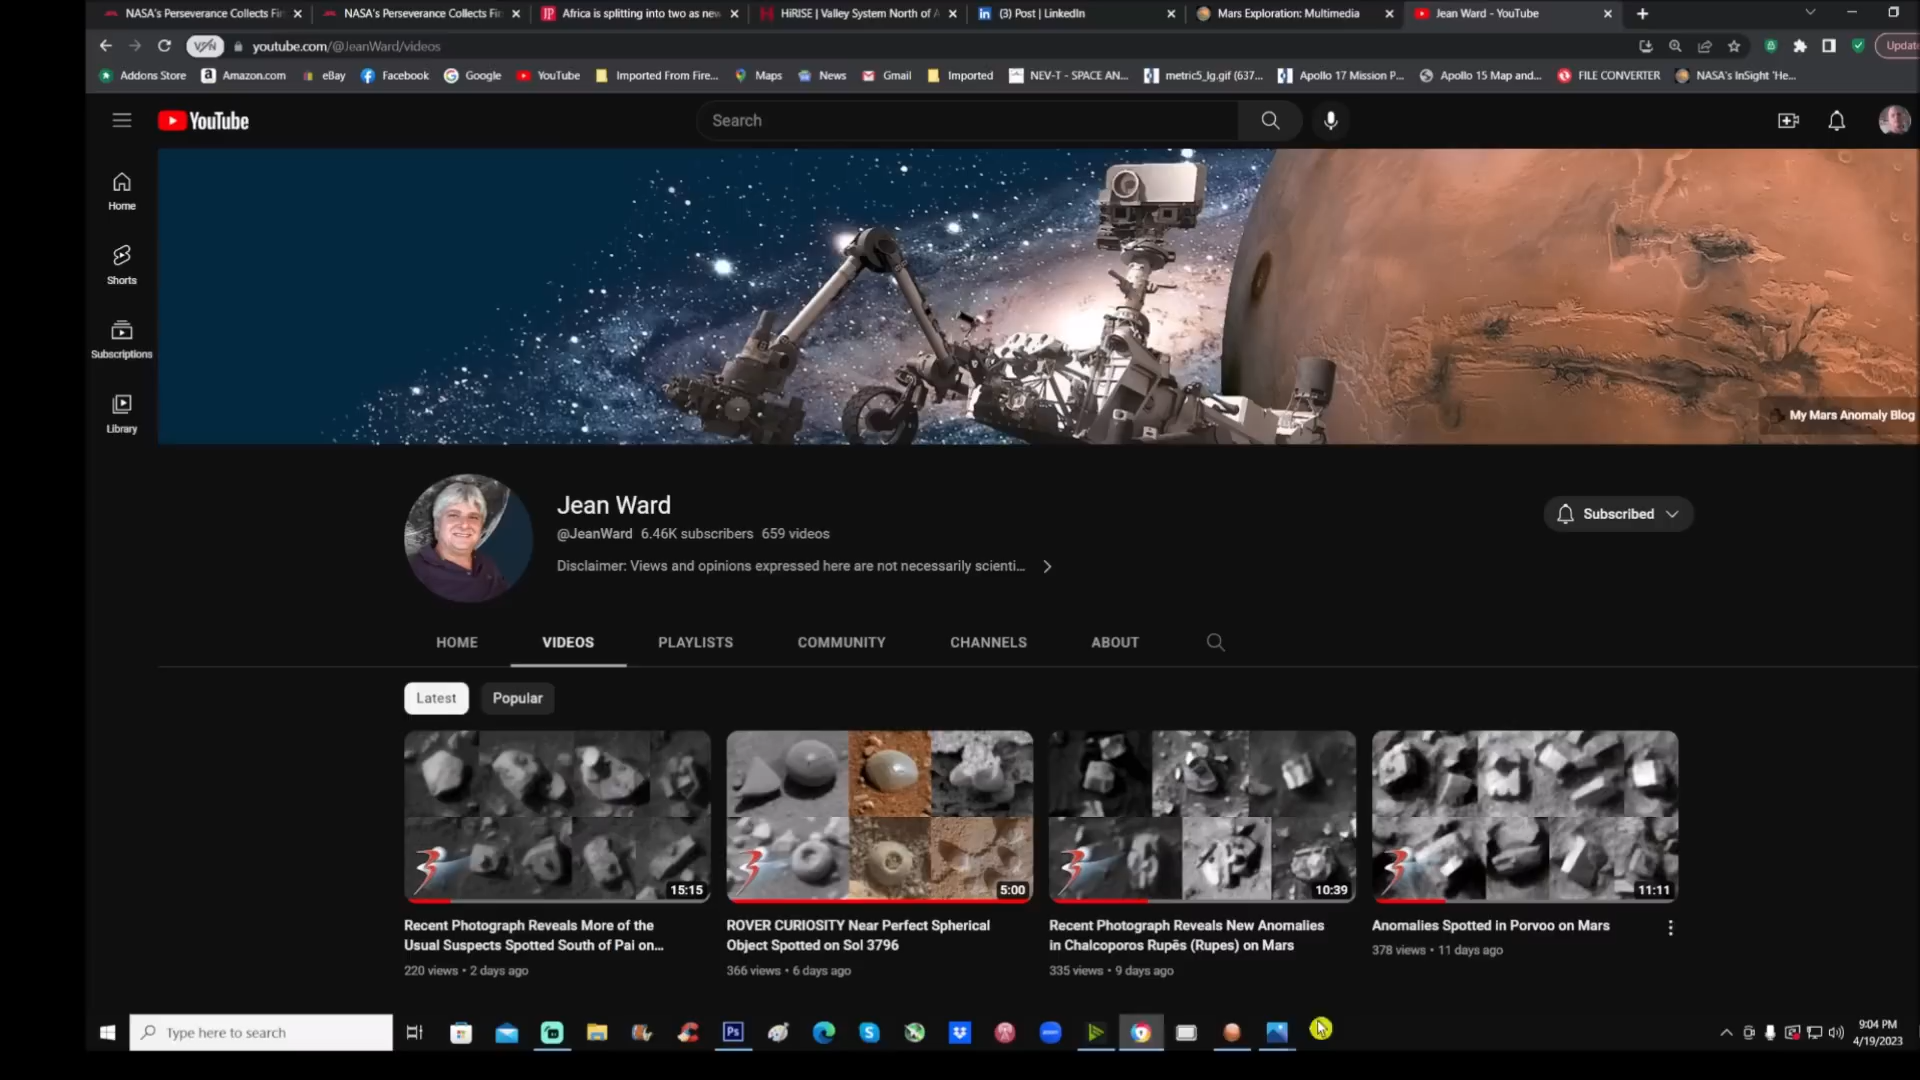 NASA's Perseverance Collects Fir
NASA's Perseverance Collects Fir
Africa is splitting into two as new
HiRISE | Valley System North of A
(3) Post | LinkedIn
Mars Exploration: Multimedia
Jean Ward - YouTube
VPN
youtube.com/@JeanWard/videos
Update
Addons Store
Amazon.com
eBay
Facebook
Google
YouTube
Imported From Fire...
Maps
News
Gmail
Imported
NEV-T - SPACE AN...
metric5_lg.gif (637...
Apollo 17 Mission P...
Apollo 15 Map and...
FILE CONVERTER
NASA's InSight 'He...
YouTube
Search
Home
Shorts
Subscriptions
Library
My Mars Anomaly Blog
Jean Ward
@JeanWard 6.46K subscribers 659 videos
Disclaimer: Views and opinions expressed here are not necessarily scienti...
Subscribed
HOME
VIDEOS
PLAYLISTS
COMMUNITY
CHANNELS
ABOUT
Latest
Popular
15:15
5:00
10:39
11:11
Recent Photograph Reveals More of the
Usual Suspects Spotted South of Pai on...
220 views • 2 days ago
ROVER CURIOSITY Near Perfect Spherical
Object Spotted on Sol 3796
366 views • 6 days ago
Recent Photograph Reveals New Anomalies
in Chalcoporos Rupēs (Rupes) on Mars
335 views • 9 days ago
Anomalies Spotted in Porvoo on Mars
378 views • 11 days ago
Type here to search
Ps
9:04 PM
4/19/2023